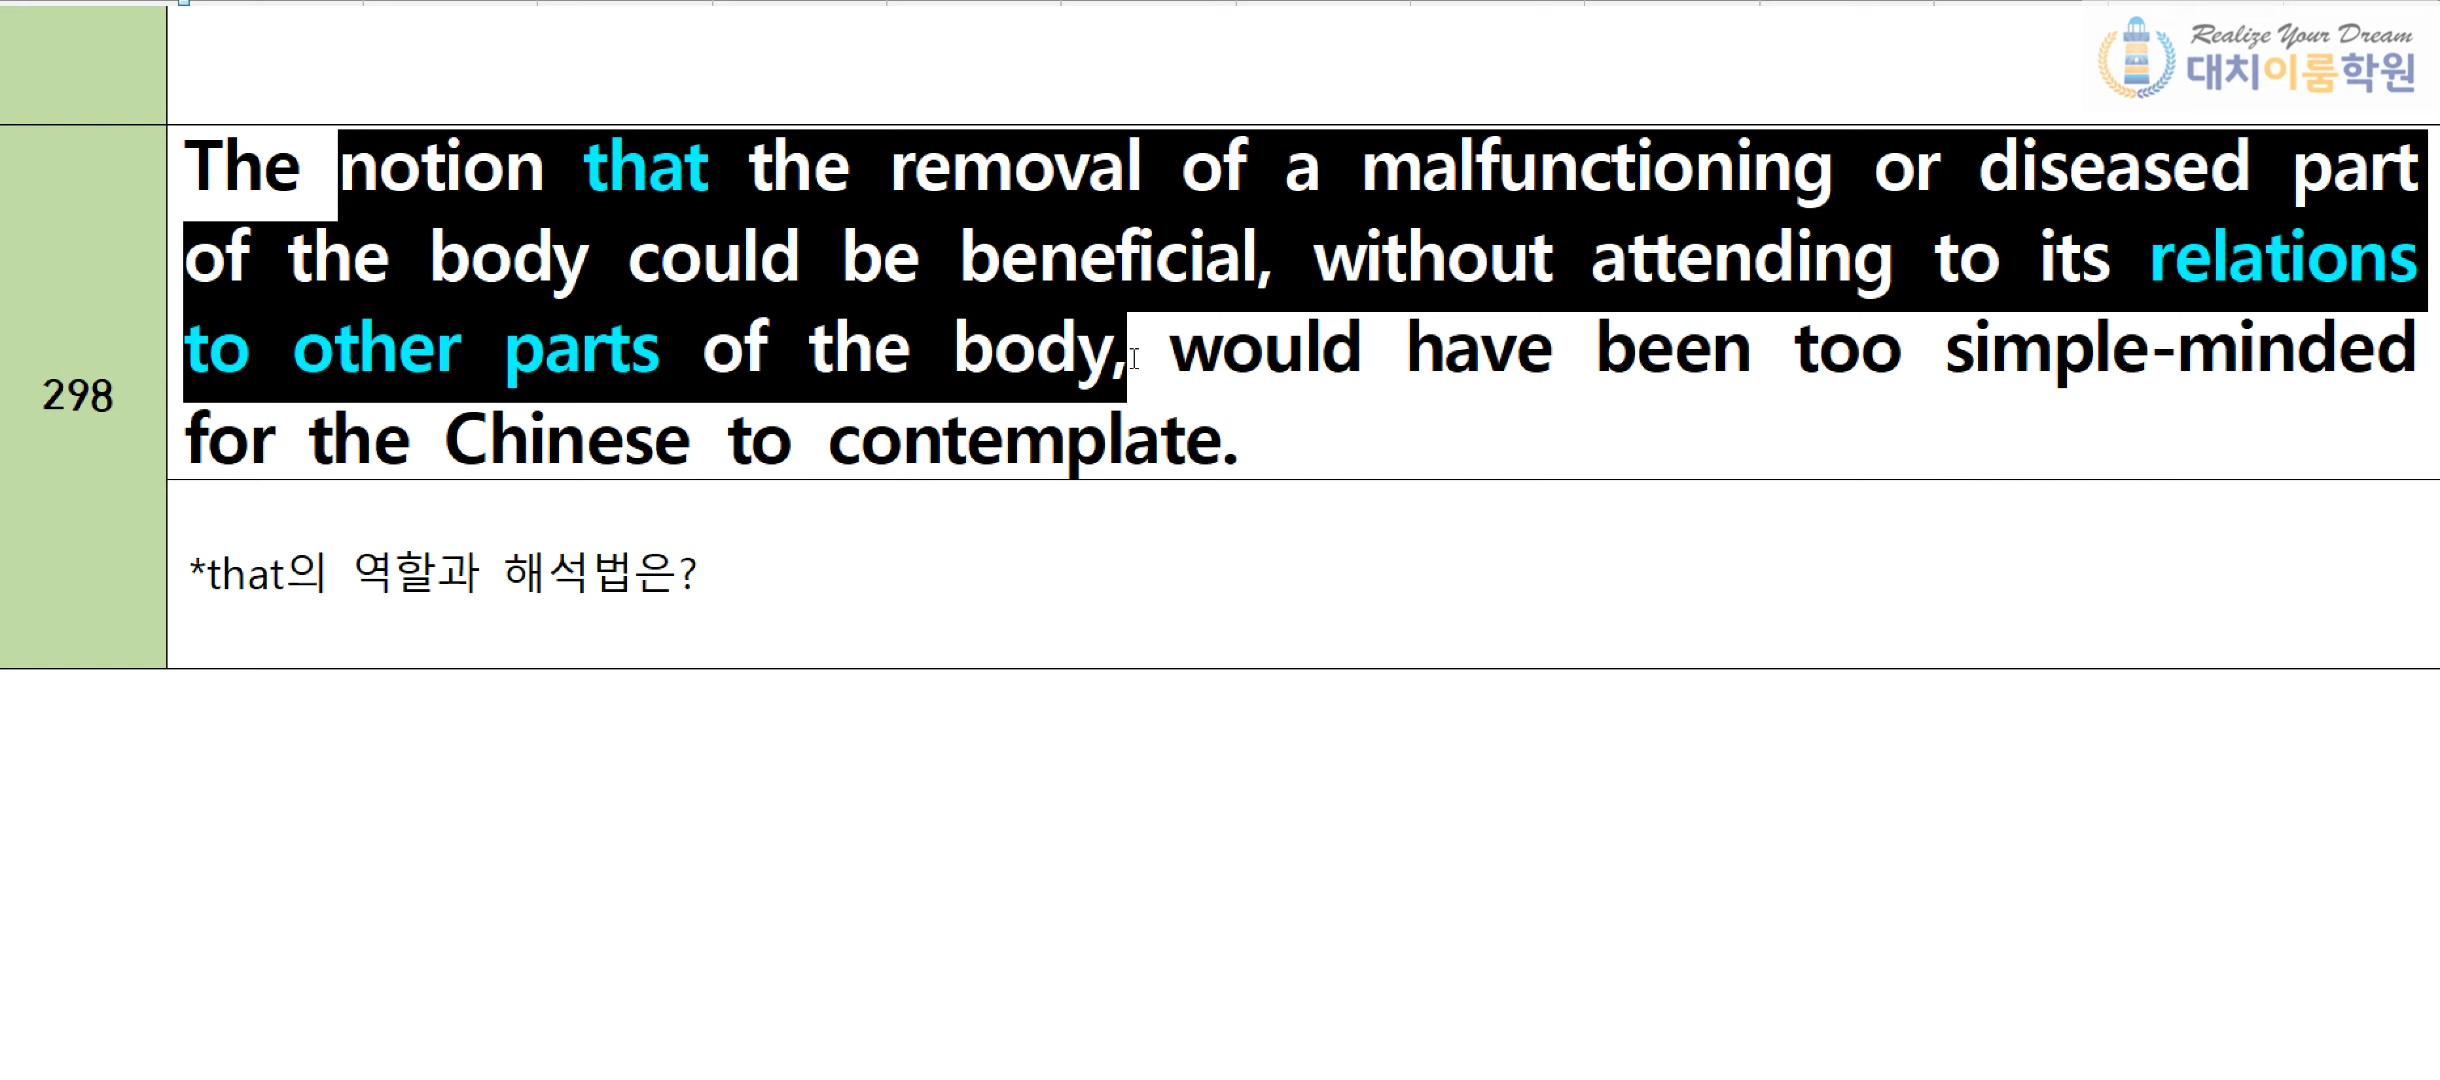 Realize Your Dream
대치이룸학원
The notion that the removal of a malfunctioning or diseased part
of the body could be beneficial, without attending to its relations
to other parts of the body, would have been too simple-minded
for the Chinese to contemplate.
298
*that의 역할과 해석법은?